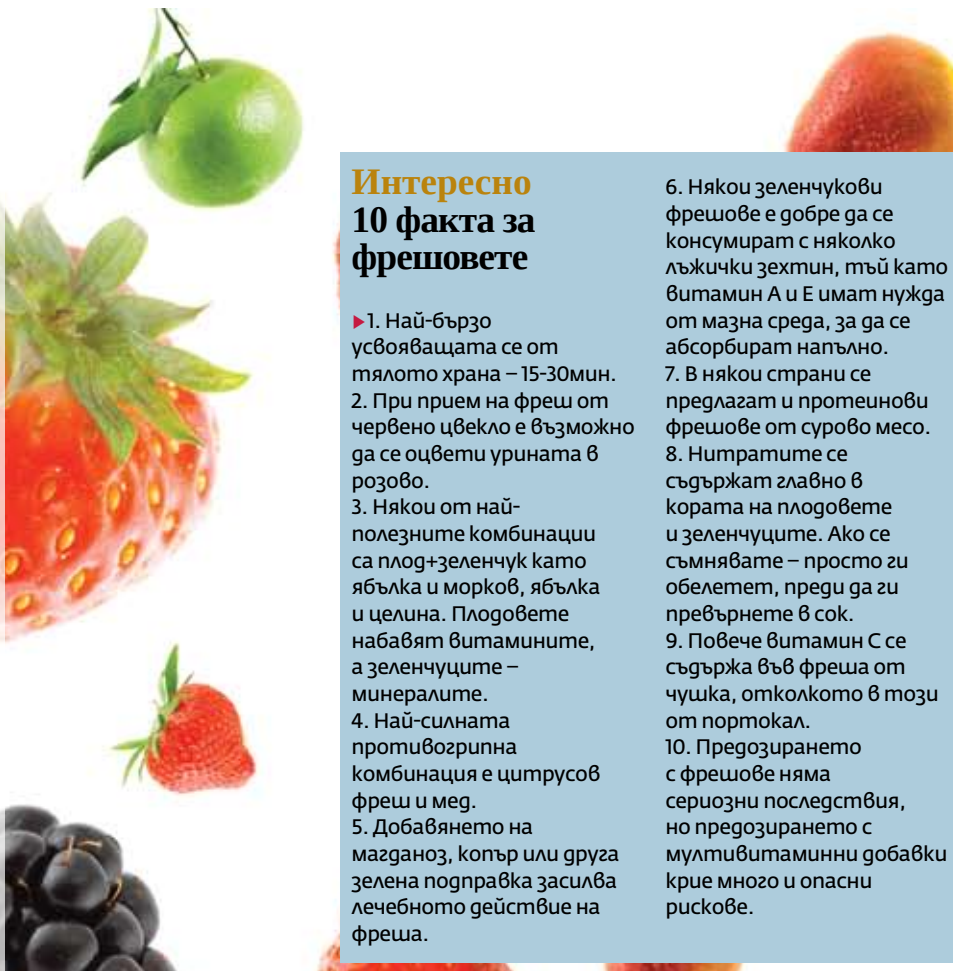 Интересно
10 факта за
фрешовете
▶1. Най-бързо
усвояващата се от
тялото храна – 15-30мин.
2. При прием на фреш от
червено цвекло е възможно
да се оцвети урината в
розово.
3. Някои от най-
полезните комбинации
са плод+зеленчук като
ябълка и морков, ябълка
и целина. Плодовете
набавят витамините,
а зеленчуците –
минералите.
4. Най-силната
противогрипна
комбинация е цитрусов
фреш и мед.
5. Добавянето на
магданоз, копър или друга
зелена подправка засилва
лечебното действие на
фреша.
6. Някои зеленчукови
фрешове е добре да се
консумират с няколко
лъжички зехтин, тъй като
витамин А и Е имат нужда
от мазна среда, за да се
абсорбират напълно.
7. В някои страни се
предлагат и протеинови
фрешове от сурово месо.
8. Нитратите се
съдържат главно в
кората на плодовете
и зеленчуците. Ако се
съмнявате – просто ги
обелетет, преди да ги
превърнете в сок.
9. Повече витамин С се
съдържа във фреша от
чушка, отколкото в този
от портокал.
10. Предозирането
с фрешове няма
сериозни последствия,
но предозирането с
мултивитаминни добавки
крие много и опасни
рискове.